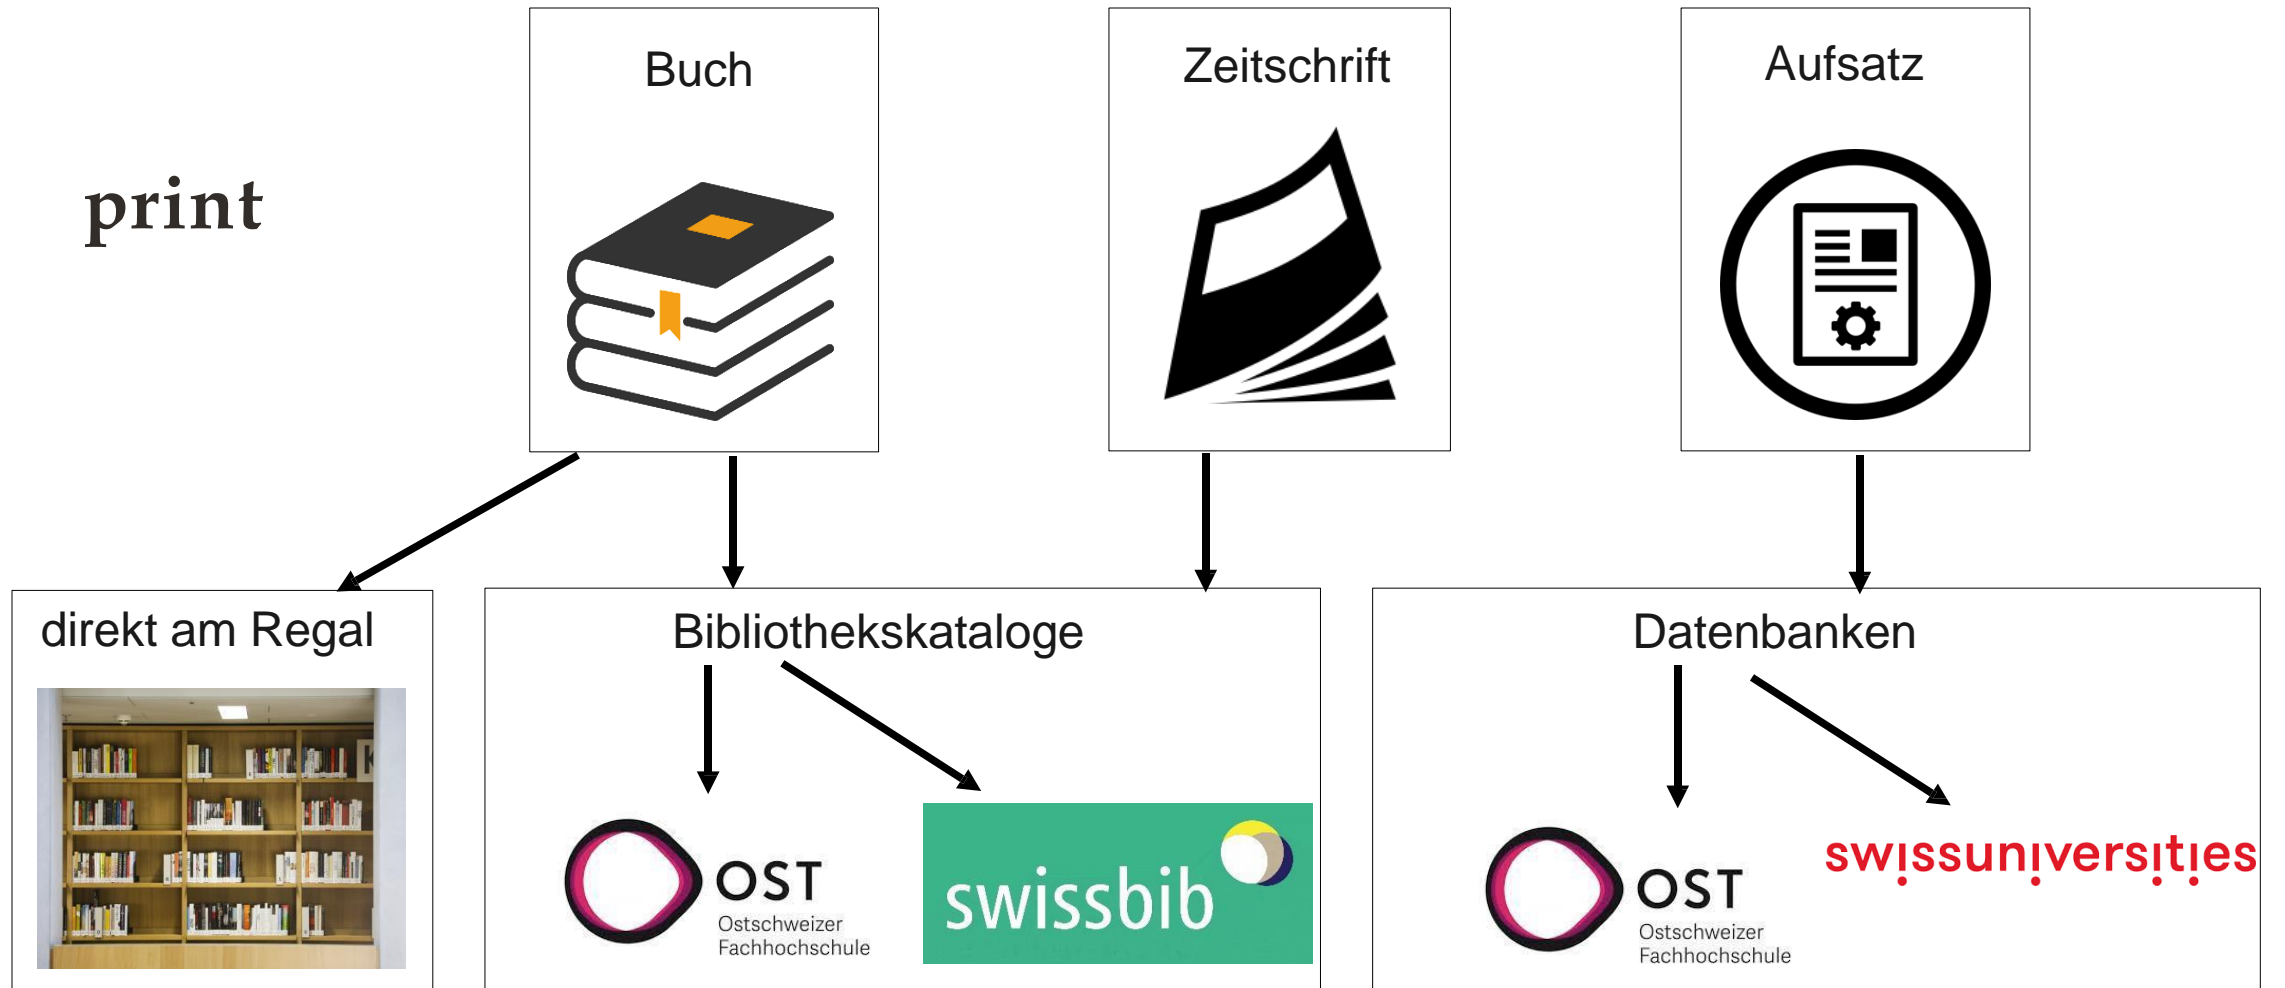 print
Buch
Zeitschrift
Aufsatz
direkt am Regal
Bibliothekskataloge
Datenbanken
OST
Ostschweizer
Fachhochschule
swissbib
OST
Ostschweizer
Fachhochschule
swissuniversities